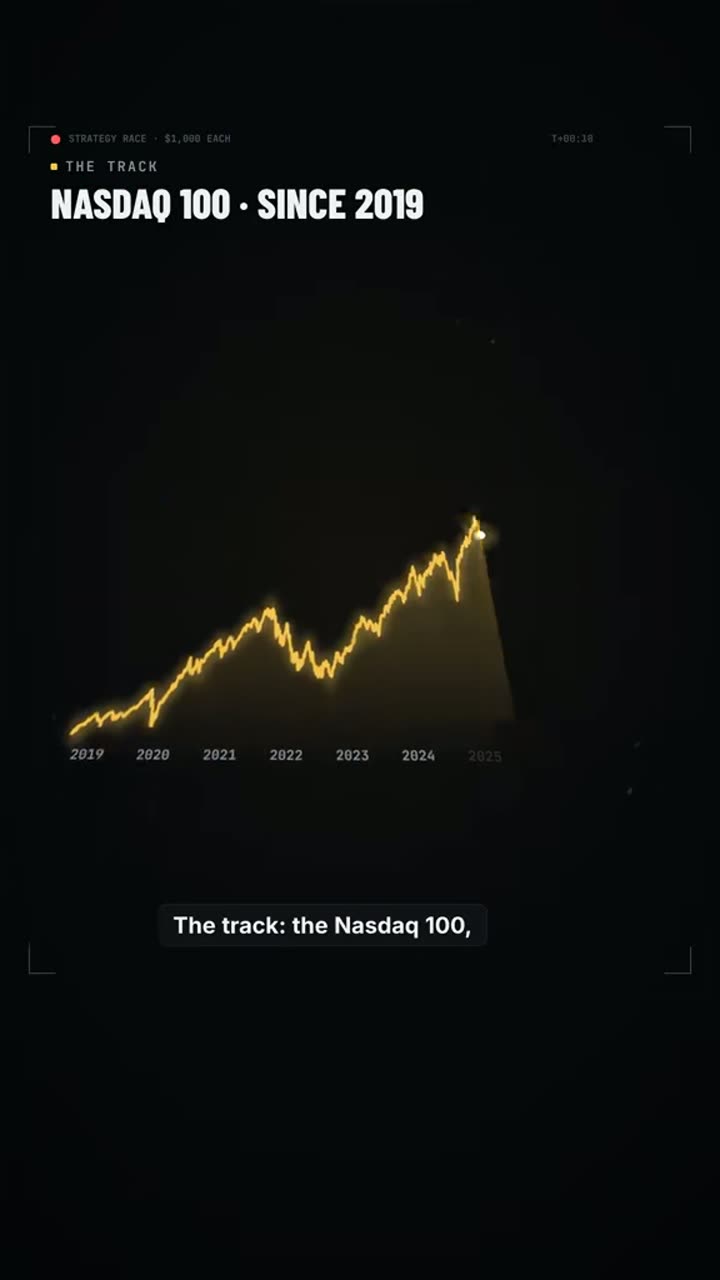 STRATEGY RACE · $1,000 EACH
T+00:10
THE TRACK
NASDAQ 100 · SINCE 2019
2019 2020 2021 2022 2023 2024 2025
The track: the Nasdaq 100,